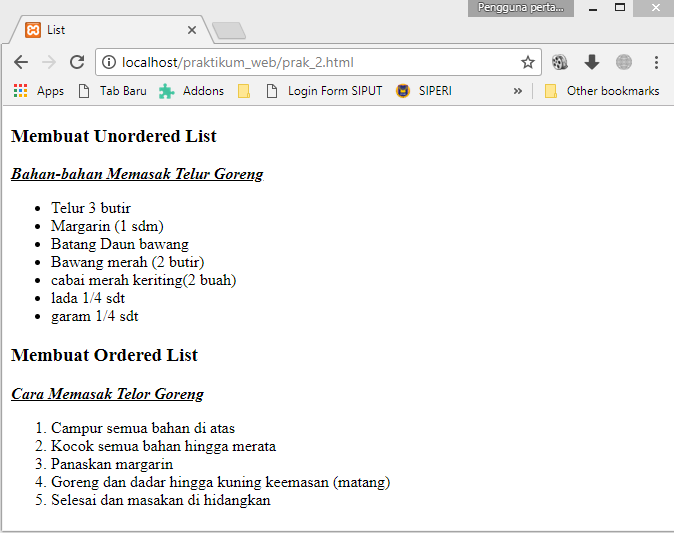 Pengguna perta...
List
localhost/praktikum_web/prak_2.html
Apps Tab Baru Addons Login Form SIPUT SIPERI » Other bookmarks
Membuat Unordered List
Bahan-bahan Memasak Telur Goreng
• Telur 3 butir
• Margarin (1 sdm)
• Batang Daun bawang
• Bawang merah (2 butir)
• cabai merah keriting(2 buah)
• lada 1/4 sdt
• garam 1/4 sdt
Membuat Ordered List
Cara Memasak Telor Goreng
1. Campur semua bahan di atas
2. Kocok semua bahan hingga merata
3. Panaskan margarin
4. Goreng dan dadar hingga kuning keemasan (matang)
5. Selesai dan masakan di hidangkan